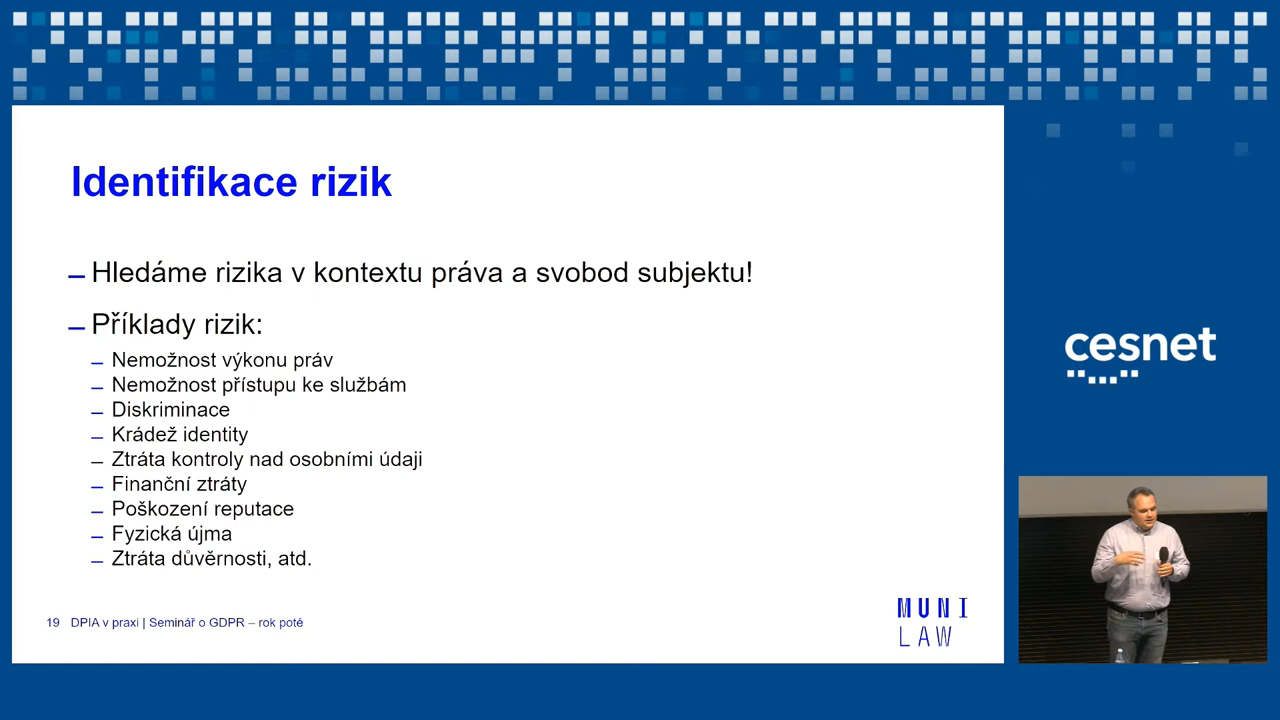 Identifikace rizik
– Hledáme rizika v kontextu práva a svobod subjektu!
– Příklady rizik:
– Nemožnost výkonu práv
– Nemožnost přístupu ke službám
– Diskriminace
– Krádež identity
– Ztráta kontroly nad osobními údaji
– Finanční ztráty
– Poškození reputace
– Fyzická újma
– Ztráta důvěrnosti, atd.
19 DPIA v praxi | Seminář o GDPR – rok poté
MUNI
LAW
cesnet